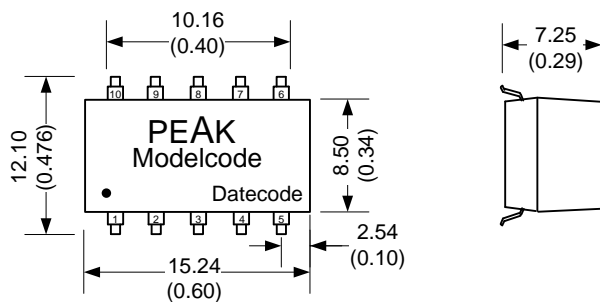 10.16
(0.40)
7.25
(0.29)
10 9 8 7 6
12.10
(0.476)
PEAK
Modelcode
Datecode
8.50
(0.34)
1 2 3 4 5
2.54
(0.10)
15.24
(0.60)